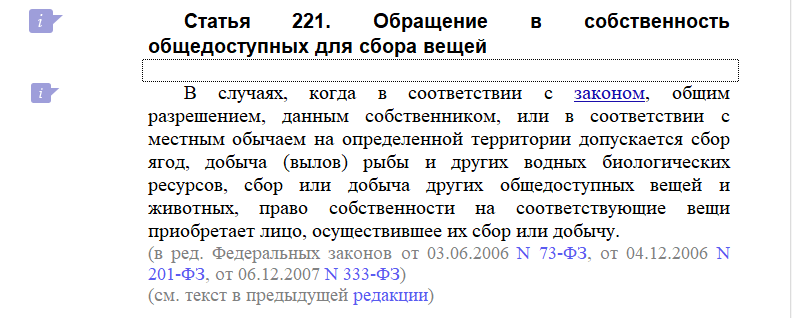 Статья 221. Обращение в собственность
общедоступных для сбора вещей
В случаях, когда в соответствии с законом, общим
разрешением, данным собственником, или в соответствии с
местным обычаем на определенной территории допускается сбор
ягод, добыча (вылов) рыбы и других водных биологических
ресурсов, сбор или добыча других общедоступных вещей и
животных, право собственности на соответствующие вещи
приобретает лицо, осуществившее их сбор или добычу.
(в ред. Федеральных законов от 03.06.2006 N 73-ФЗ, от 04.12.2006 N
201-ФЗ, от 06.12.2007 N 333-ФЗ)
(см. текст в предыдущей редакции)